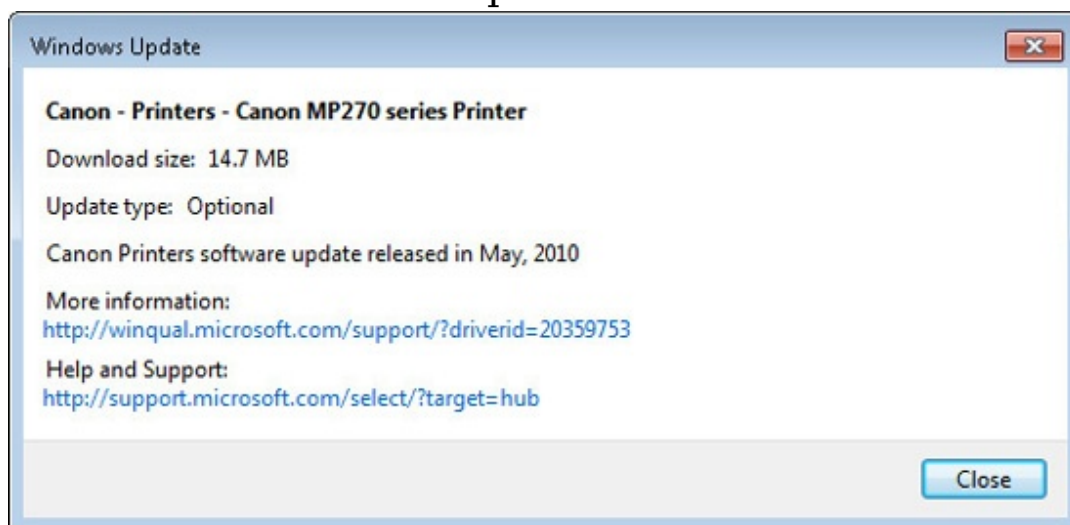 Windows Update
Canon - Printers - Canon MP270 series Printer
Download size: 14.7 MB
Update type: Optional
Canon Printers software update released in May, 2010
More information:
http://winqual.microsoft.com/support/?driverid=20359753
Help and Support:
http://support.microsoft.com/select/?target=hub
Close